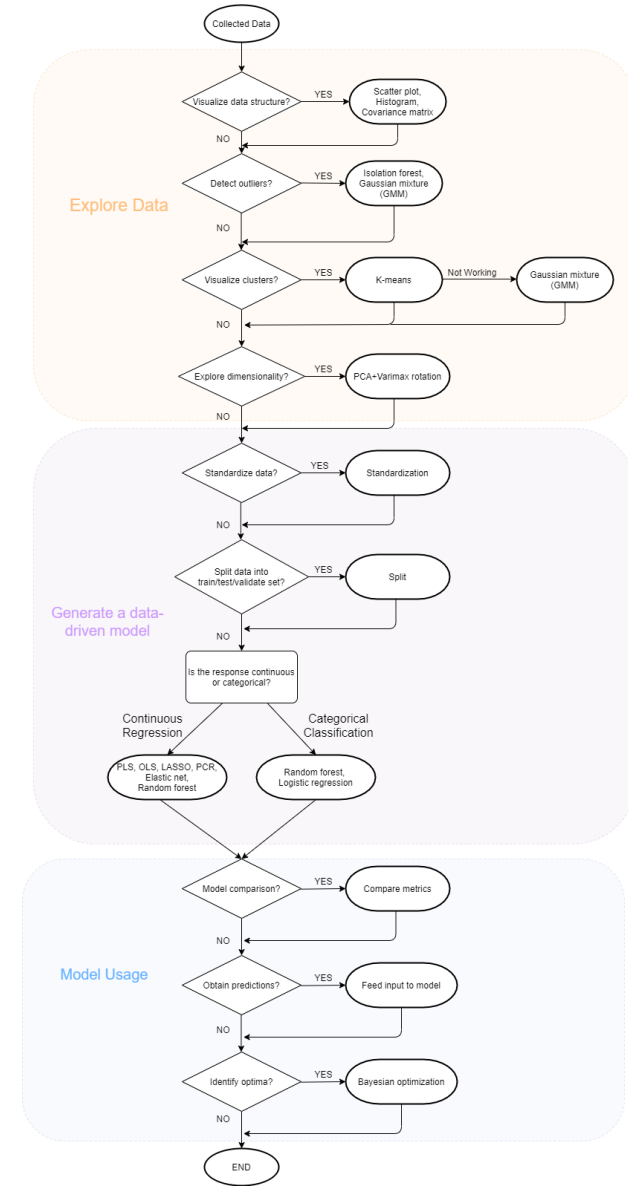 Collected Data
Visualize data structure?
YES
Scatter plot,
Histogram,
Covariance matrix
NO
Explore Data
Detect outliers?
YES
Isolation forest,
Gaussian mixture
(GMM)
NO
Visualize clusters?
YES
K-means
Not Working
Gaussian mixture
(GMM)
NO
Explore dimensionality?
YES
PCA+Varimax rotation
NO
Generate a data-
driven model
Standardize data?
YES
Standardization
NO
Split data into
train/test/validate set?
YES
Split
NO
Is the response continuous
or categorical?
Continuous
Regression
Categorical
Classification
PLS, OLS, LASSO, PCR,
Elastic net,
Random forest
Random forest,
Logistic regression
Model Usage
Model comparison?
YES
Compare metrics
NO
Obtain predictions?
YES
Feed input to model
NO
Identify optima?
YES
Bayesian optimization
NO
END